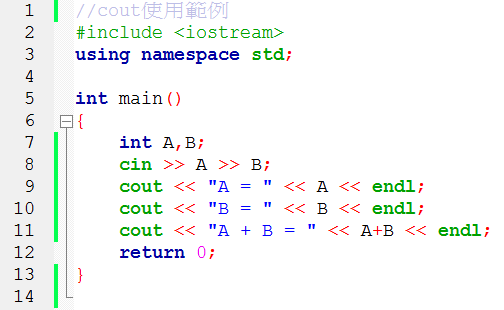 1 //cout使用範例
2 #include <iostream>
3 using namespace std;
4
5 int main()
6 {
7 int A,B;
8 cin >> A >> B;
9 cout << "A = " << A << endl;
10 cout << "B = " << B << endl;
11 cout << "A + B = " << A+B << endl;
12 return 0;
13 }
14